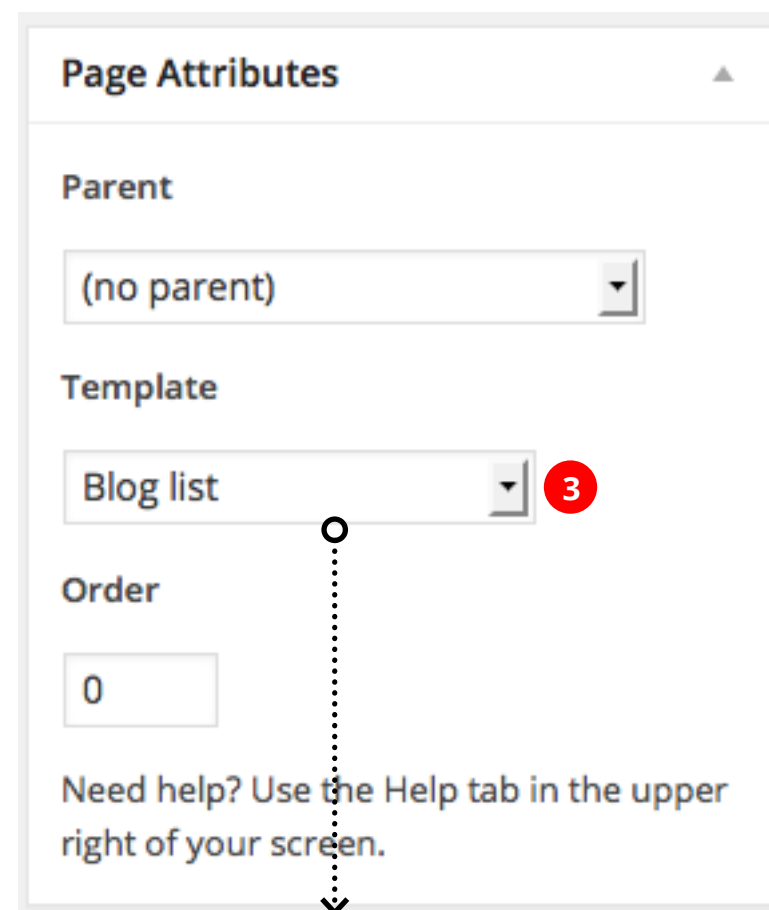 Page Attributes
Parent
(no parent)
Template
Blog list
3
Order
0
Need help? Use the Help tab in the upper
right of your screen.